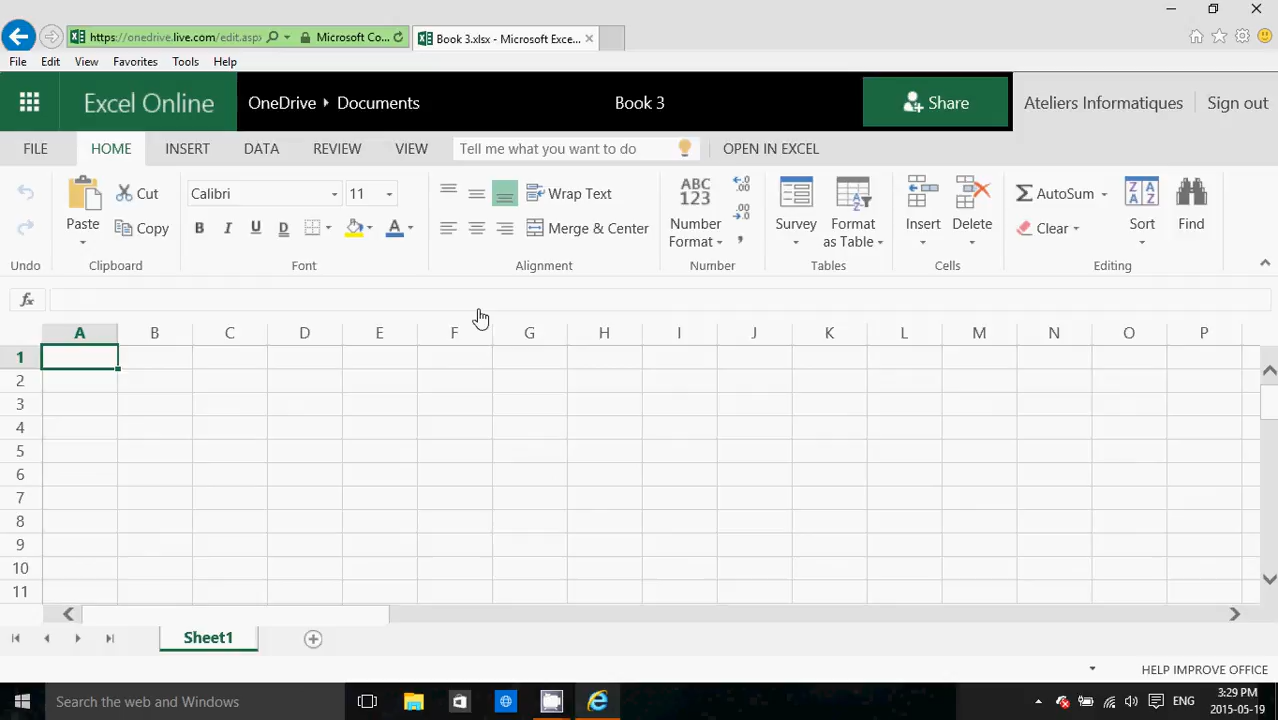 https://onedrive.live.com/edit.aspx Microsoft Co... Book 3.xlsx - Microsoft Exce...
File Edit View Favorites Tools Help
Excel Online OneDrive Documents Book 3 Share Ateliers Informatiques Sign out
FILE HOME INSERT DATA REVIEW VIEW Tell me what you want to do OPEN IN EXCEL
Paste Cut Calibri 11 Wrap Text ABC 123 Number Format .00 .0 Survey Format as Table Insert Delete AutoSum A Z Sort Find
Copy B I U D A Merge & Center .00 .0 , Clear
Undo Clipboard Font Alignment Number Tables Cells Editing
fx
A B C D E F G H I J K L M N O P
1
2
3
4
5
6
7
8
9
10
11
Sheet1
HELP IMPROVE OFFICE
Search the web and Windows ENG 3:29 PM
2015-05-19